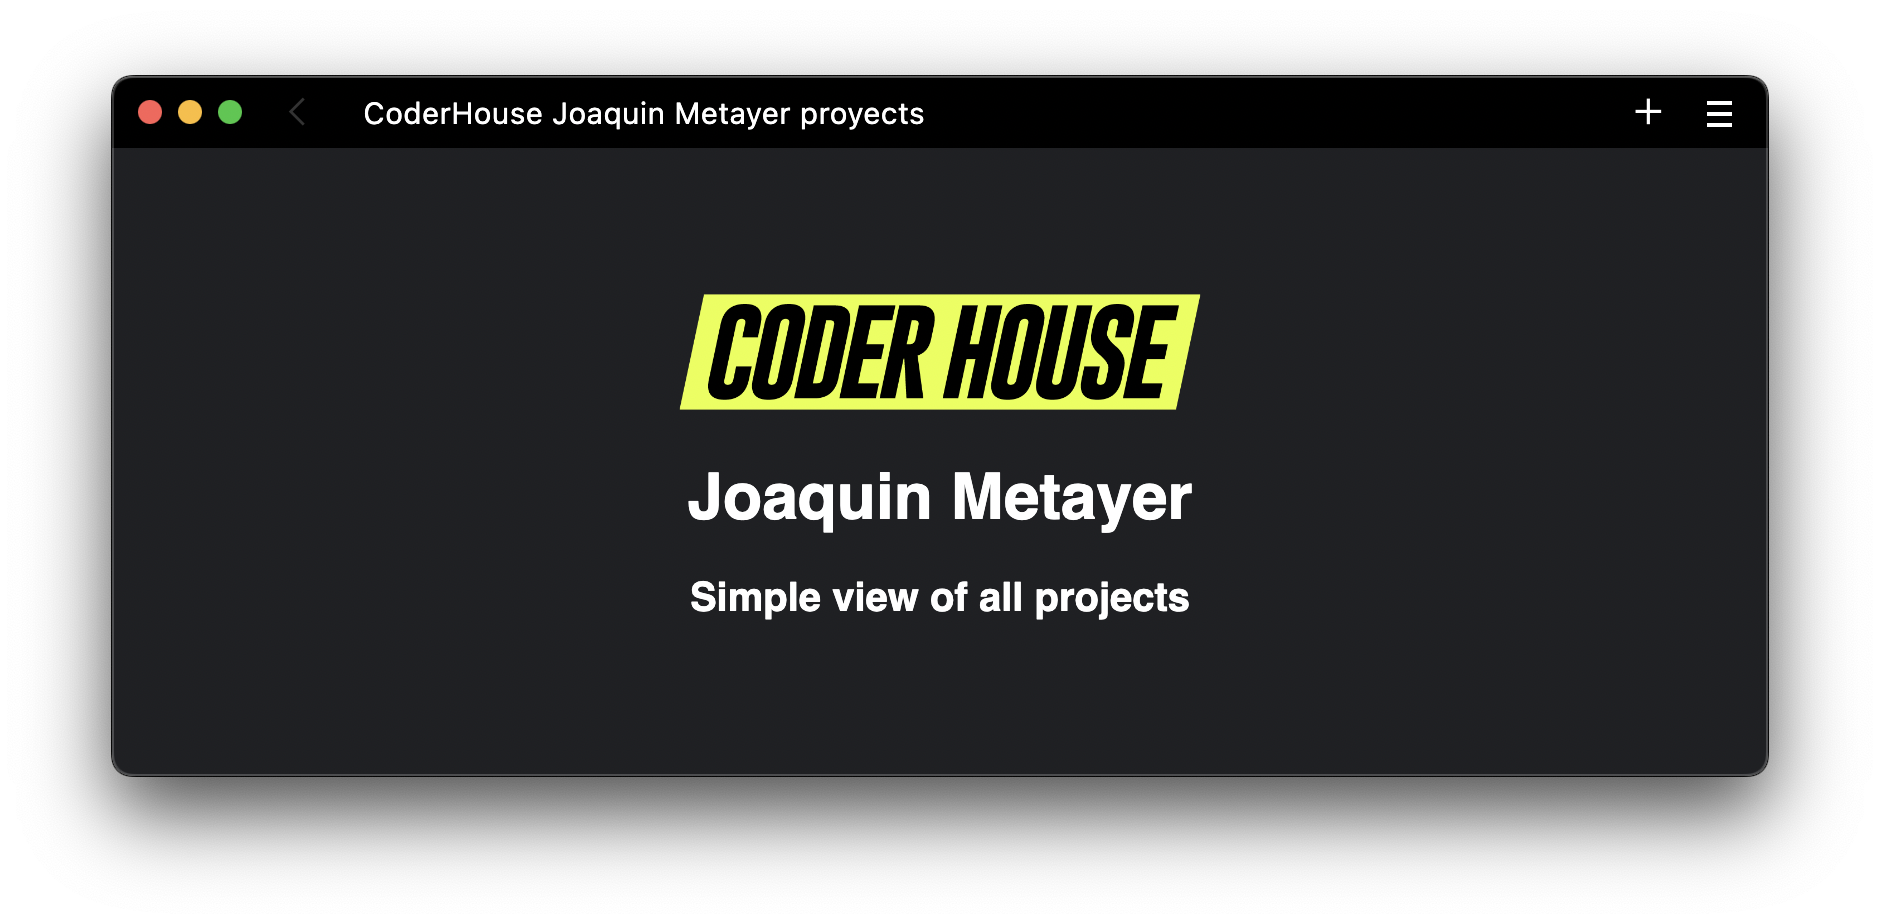 CoderHouse Joaquin Metayer proyects
CODER HOUSE
Joaquin Metayer
Simple view of all projects